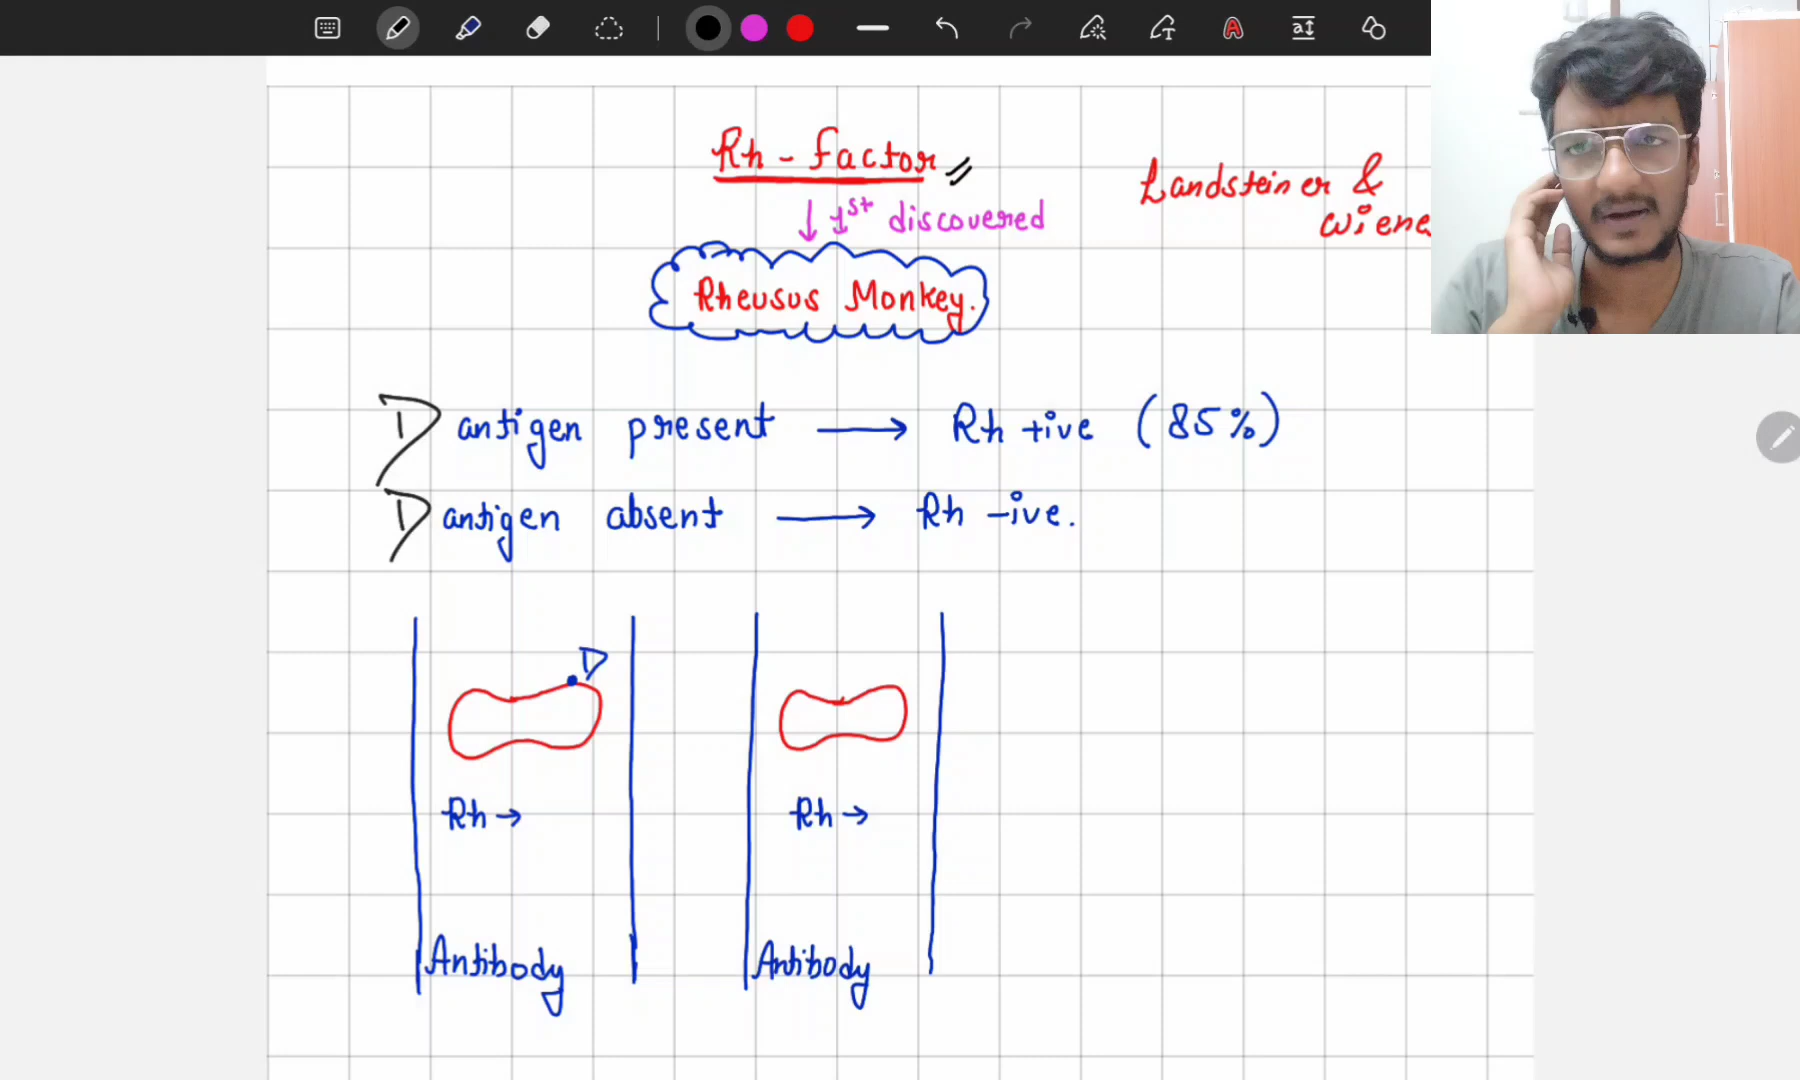 Rh - factor
↓ 1st discovered
Landsteiner &
Rheusus Monkey.
D antigen present → Rh +ive (85%)
D antigen absent → Rh -ive.
D
Rh → Rh →
Antibody Antibody